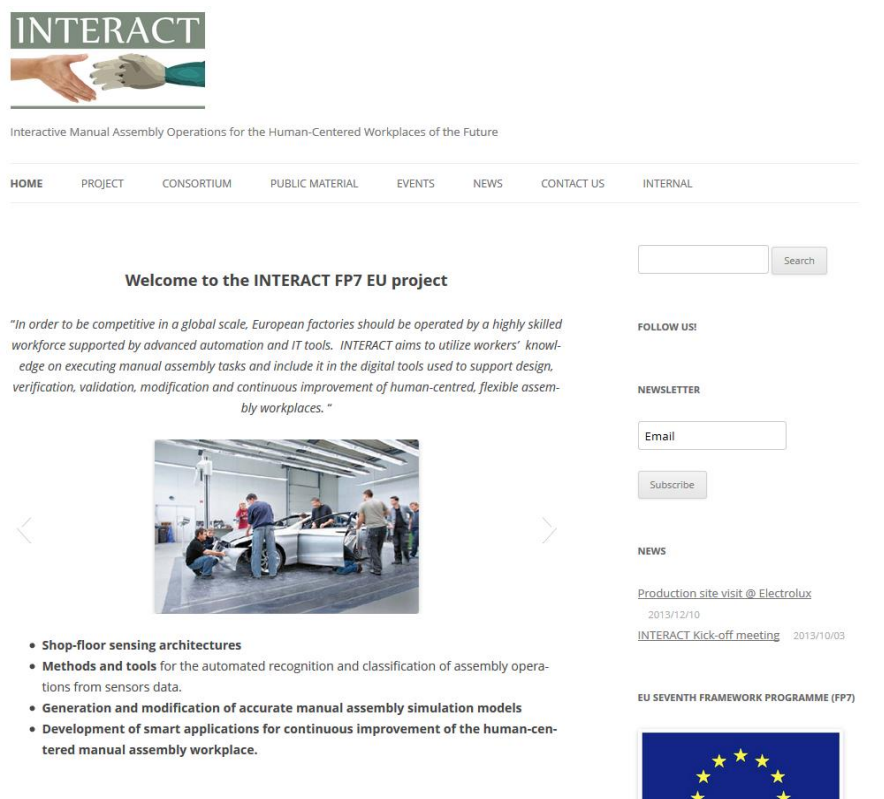 INTERACT
Interactive Manual Assembly Operations for the Human-Centered Workplaces of the Future
HOME PROJECT CONSORTIUM PUBLIC MATERIAL EVENTS NEWS CONTACT US INTERNAL
Welcome to the INTERACT FP7 EU project
“In order to be competitive in a global scale, European factories should be operated by a highly skilled
workforce supported by advanced automation and IT tools. INTERACT aims to utilize workers’ knowl-
edge on executing manual assembly tasks and include it in the digital tools used to support design,
verification, validation, modification and continuous improvement of human-centred, flexible assem-
bly workplaces. “
• Shop-floor sensing architectures
• Methods and tools for the automated recognition and classification of assembly opera-
tions from sensors data.
• Generation and modification of accurate manual assembly simulation models
• Development of smart applications for continuous improvement of the human-cen-
tered manual assembly workplace.
Search
FOLLOW US!
NEWSLETTER
Email
Subscribe
NEWS
Production site visit @ Electrolux
2013/12/10
INTERACT Kick-off meeting 2013/10/03
EU SEVENTH FRAMEWORK PROGRAMME (FP7)